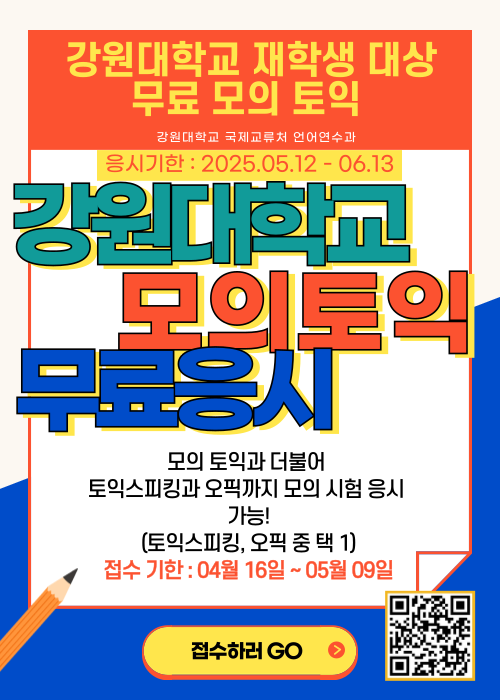 강원대학교 재학생 대상
무료 모의 토익
강원대학교 국제교류처 언어연수과
응시기한 : 2025.05.12 - 06.13
강원대학교
모의토익
무료응시
모의 토익과 더불어
토익스피킹과 오픽까지 모의 시험 응시
가능!
(토익스피킹, 오픽 중 택 1)
접수 기한 : 04월 16일 ~ 05월 09일
접수하러 GO